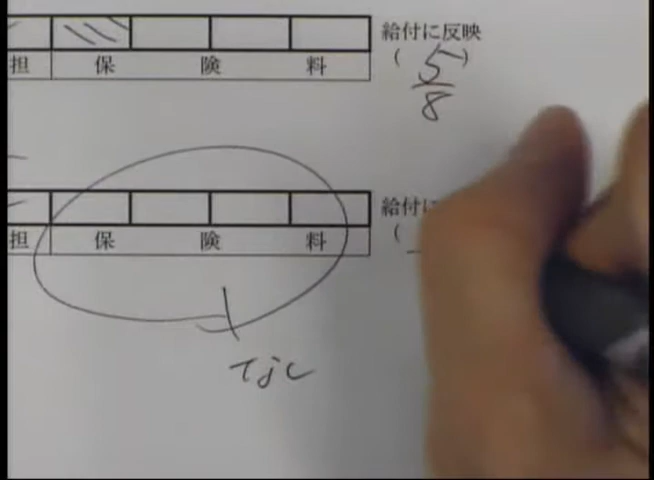 給付に反映
( 5/8 )
担 保 険 料
給付に
(
担 保 険 料
なし